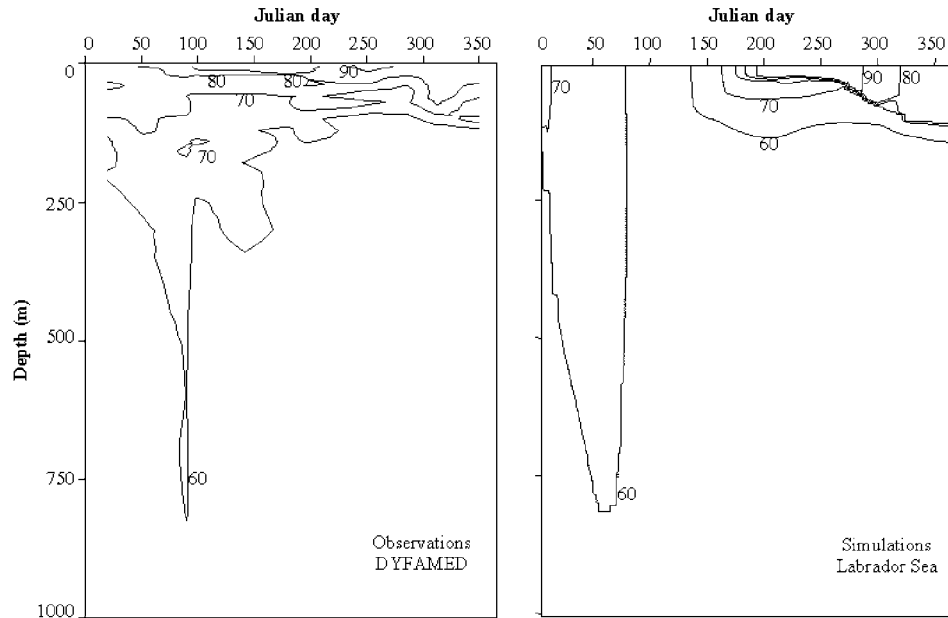 Julian day
0 50 100 150 200 250 300 350
0
250
500
750
1000
Depth (m)
80 80 90
70
70
60
Observations
DYFAMED
Julian day
0 50 100 150 200 250 300 350
70 90 80
70
60
60
Simulations
Labrador Sea